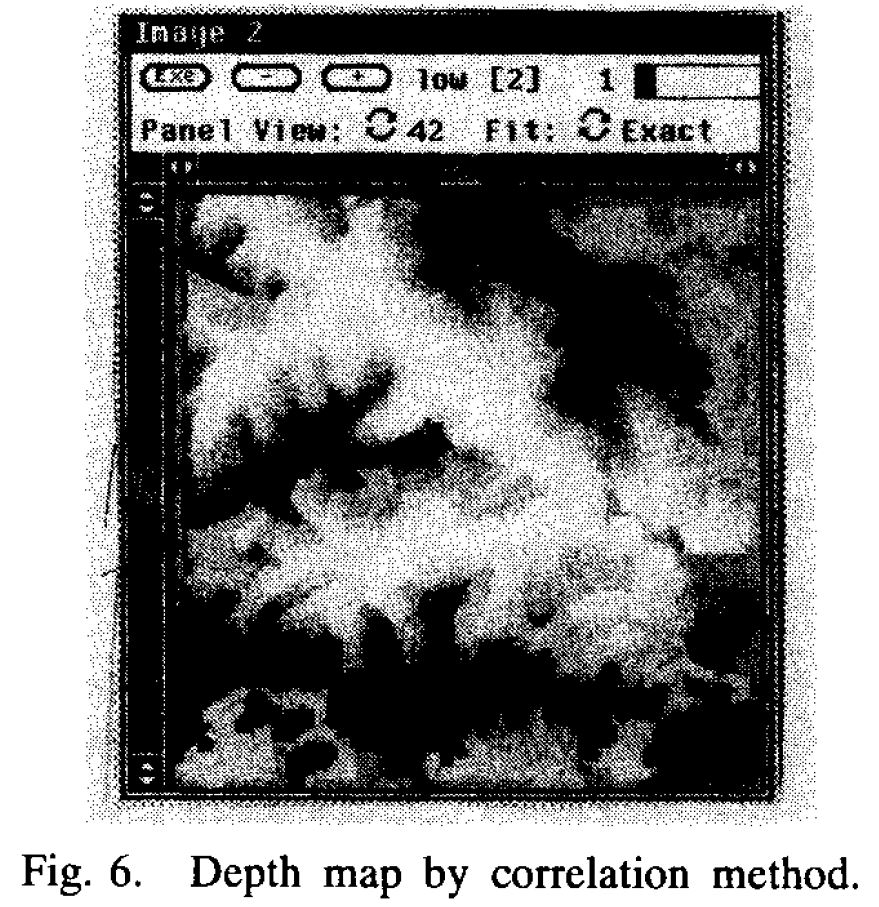 Image 2
Exe - + low [2] 1
Panel View: 42 Fit: Exact
Fig. 6. Depth map by correlation method.